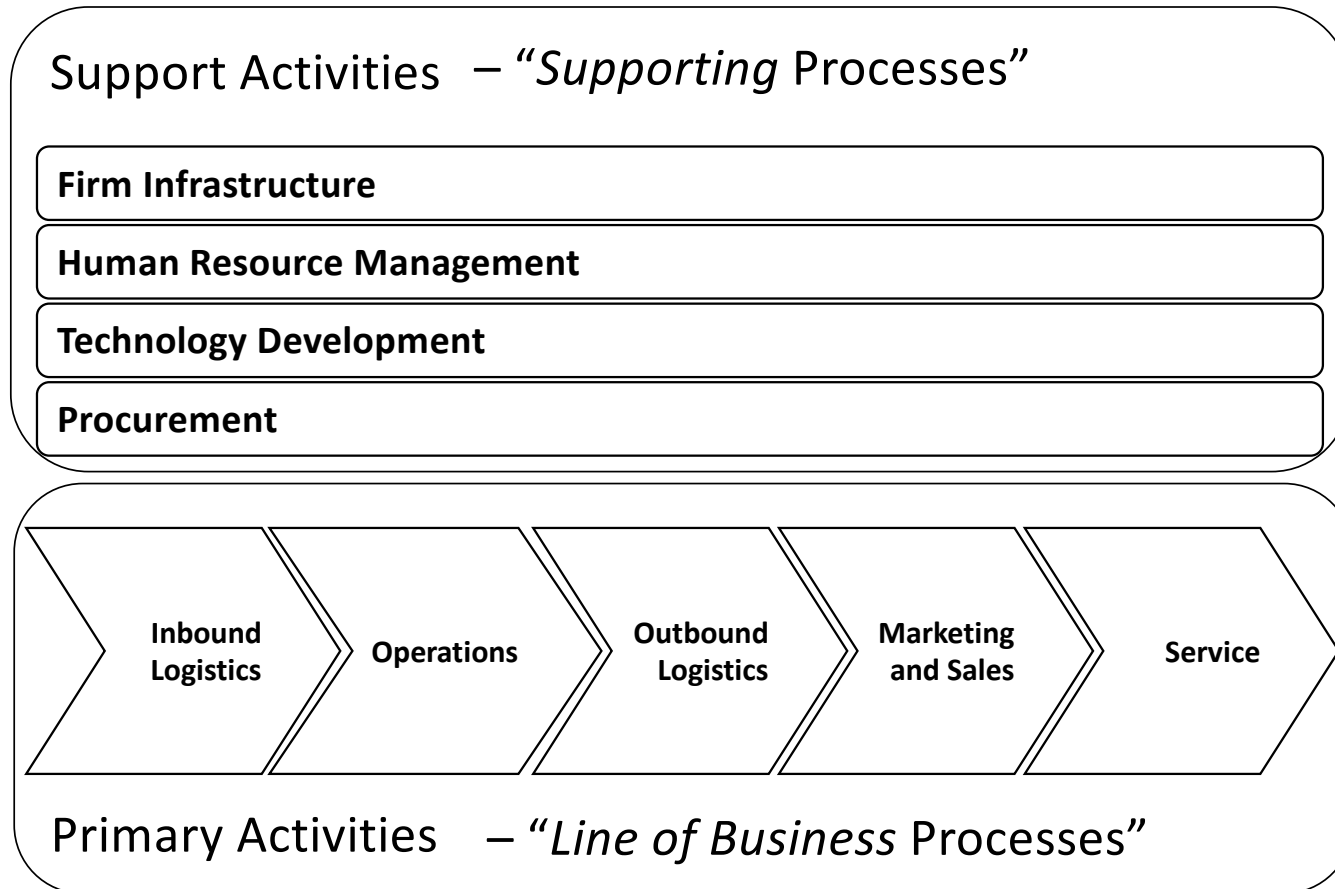 Support Activities – “Supporting Processes”
Firm Infrastructure
Human Resource Management
Technology Development
Procurement
Inbound
Logistics
Operations
Outbound
Logistics
Marketing
and Sales
Service
Primary Activities – “Line of Business Processes”